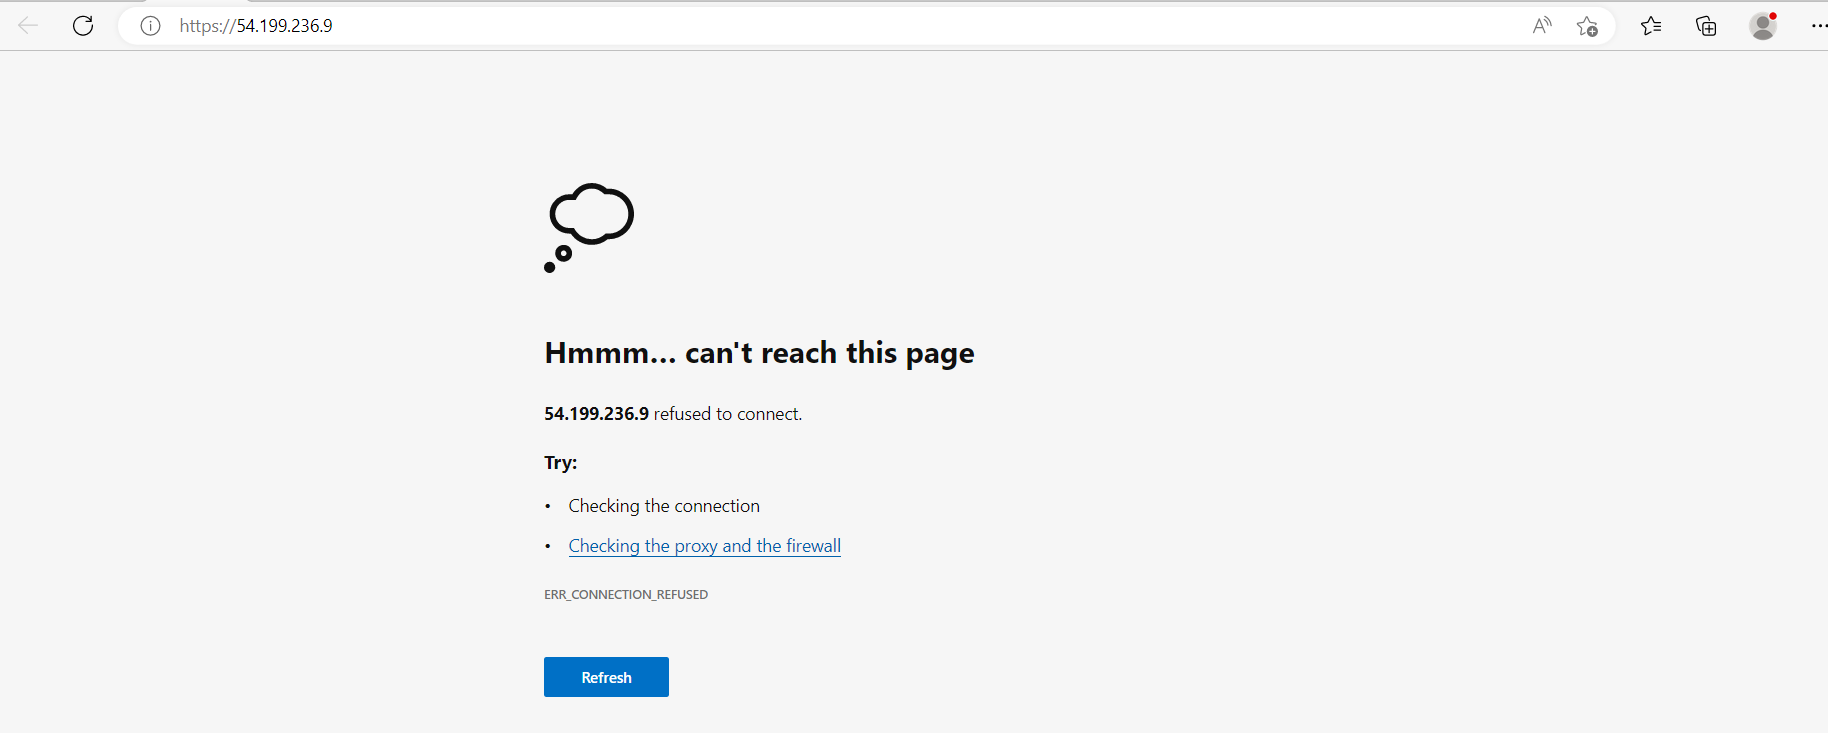 https://54.199.236.9
Hmmm... can't reach this page
54.199.236.9 refused to connect.
Try:
• Checking the connection
• Checking the proxy and the firewall
ERR_CONNECTION_REFUSED
Refresh